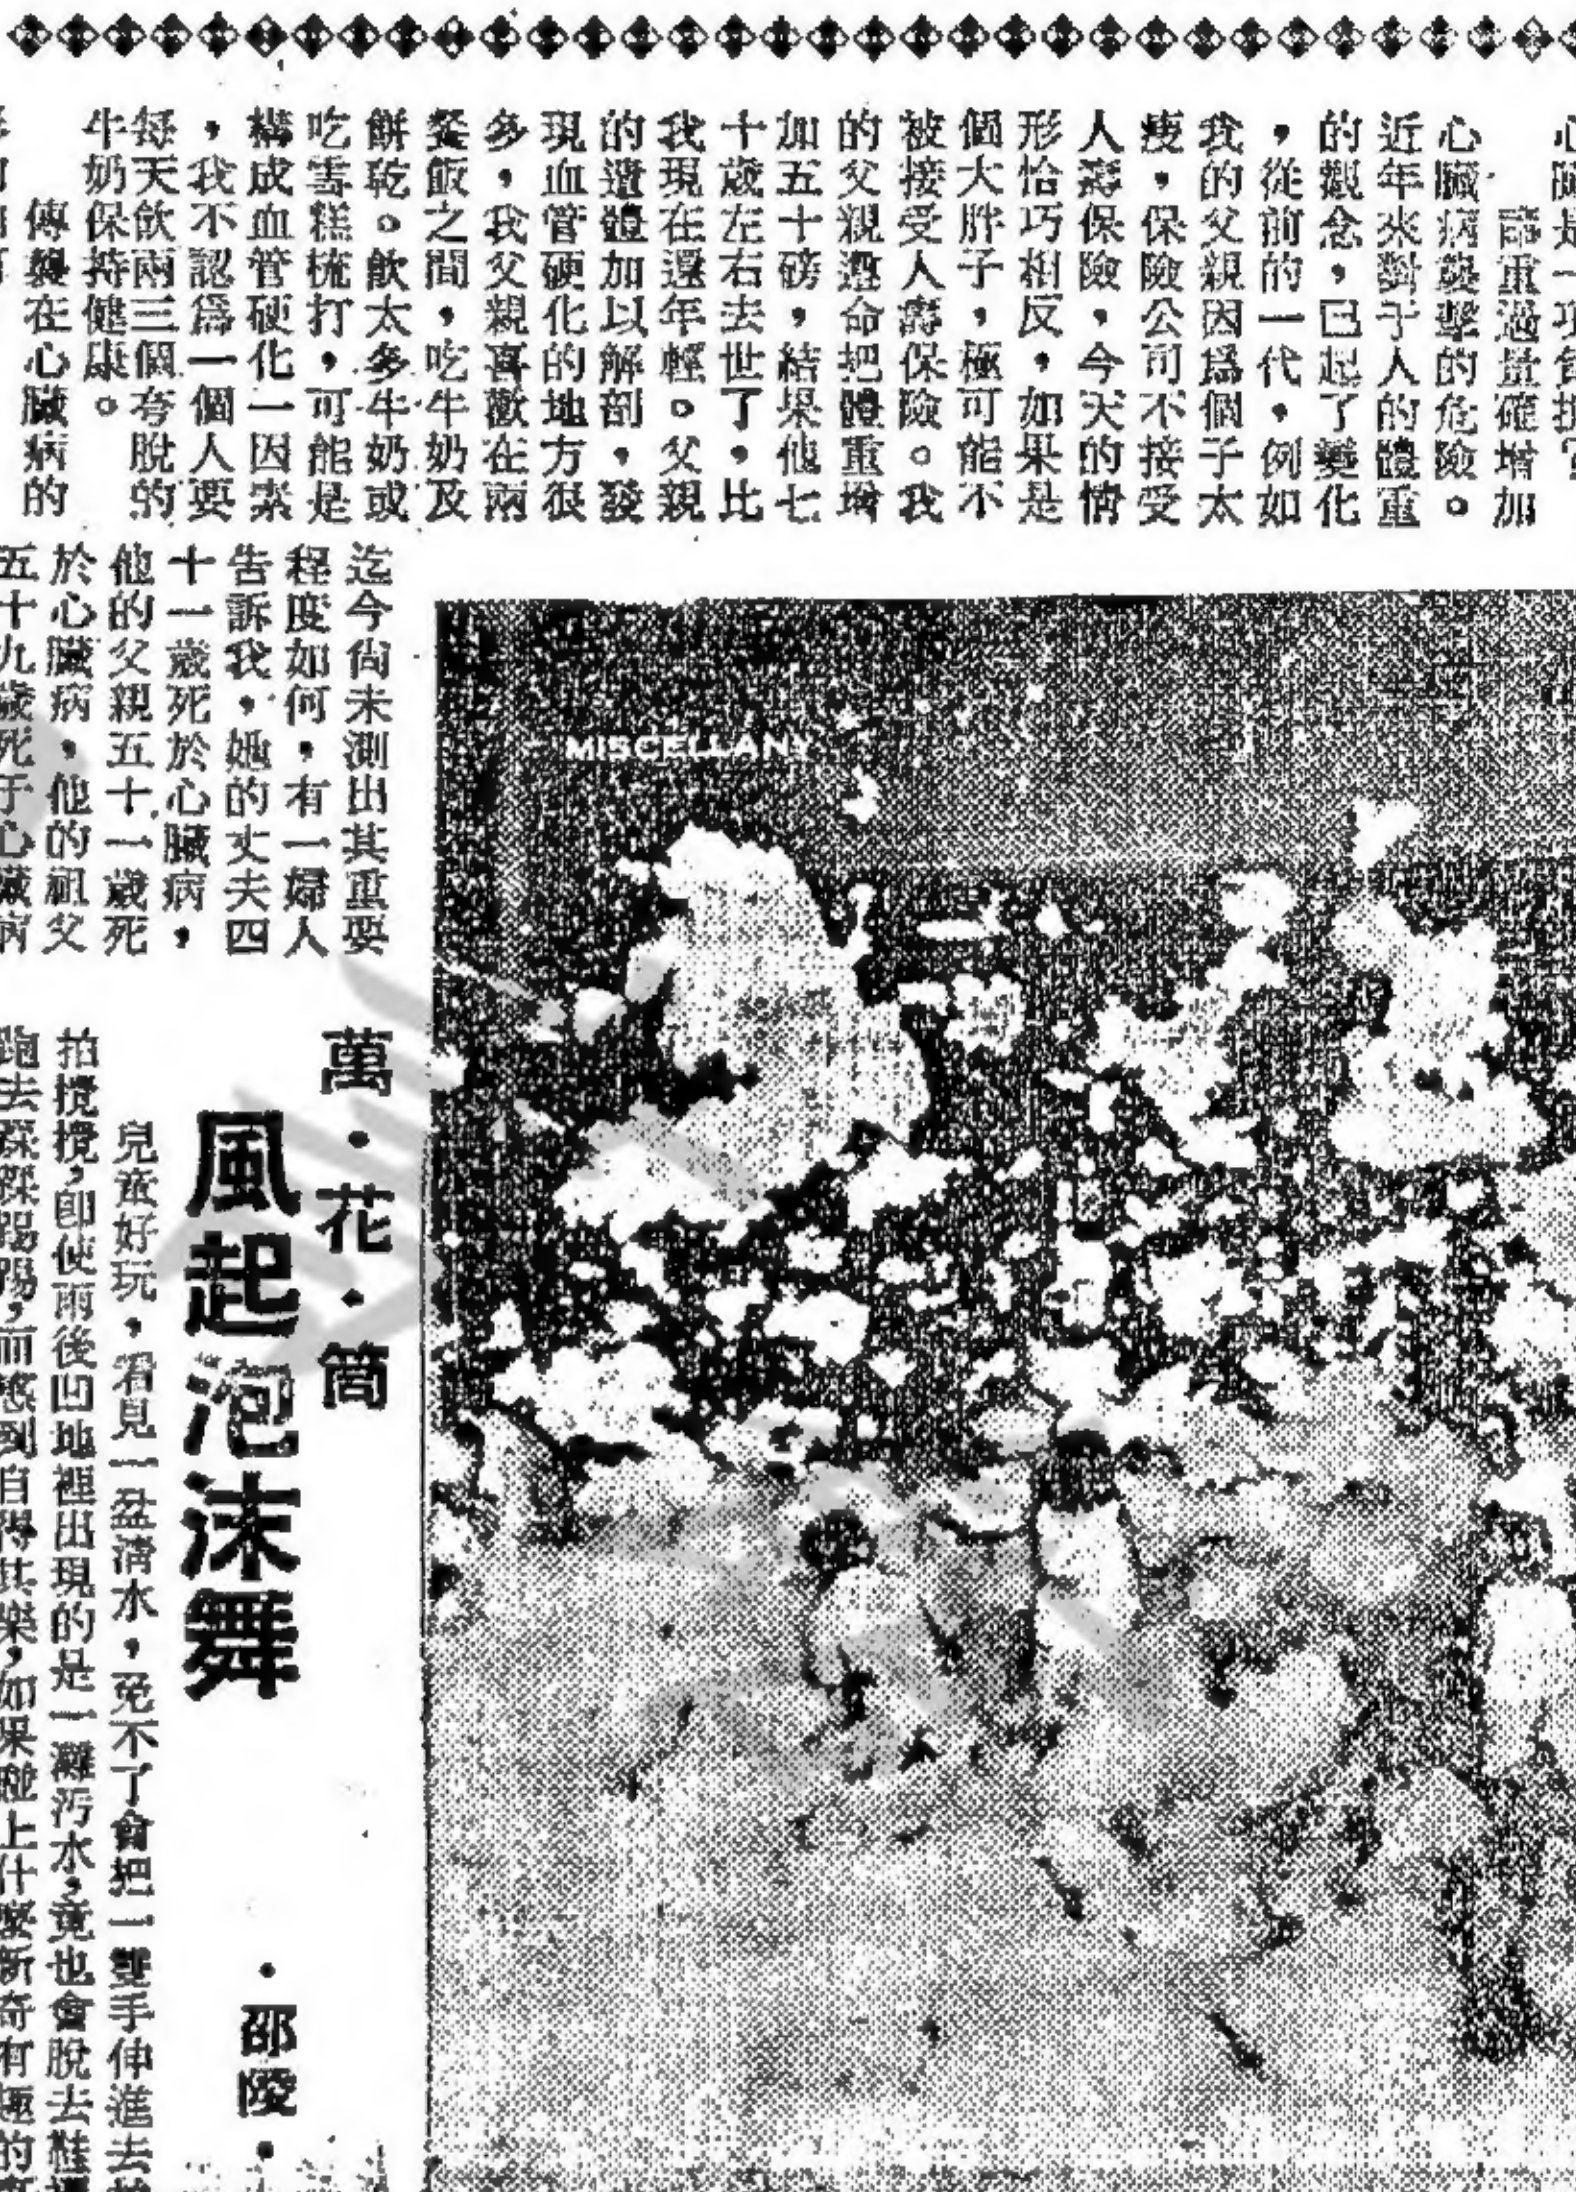 體重過量確增加
心臟病襲擊的危險。
近年來對于人的體重
的觀念，已起了變化
，從前的一代，例如
我的父親因爲個子太
瘦，保險公司不接受
人壽保險，今天的情
形恰巧相反，如果是
個大胖子，極可能不
被接受人壽保險。我
的父親遵命把體重增
加五十磅，結果他七
十歲左右去世了，比
我現在還年輕。父親
的遺體加以解剖，發
現血管硬化的地方很
多，我父親喜歡在兩
餐飯之間，吃牛奶及
餅乾。飲太多牛奶或
吃雪糕梳打，可能是
構成血管硬化一因素
，我不認爲一個人要
每天飲兩三個夸脫的
牛奶保持健康。
傳襲在心臟病的
迄今尙未測出其重要
程度如何，有一婦人
告訴我，她的丈夫四
十一歲死於心臟病，
他的父親五十一歲死
於心臟病，他的祖父
五十九歲死于心臟病
MISCELLANY
萬·花·筒
風起泡沫舞
·邵陵·
兒童好玩，看見一盆淸水，免不了會把一雙手伸進去
拍攪攪，卽使雨後凹地裡出現的是一灘污水，竟也會脫去鞋
跑去踩踩踢踢，而感到自得其樂，如果碰上什麼新奇有趣的